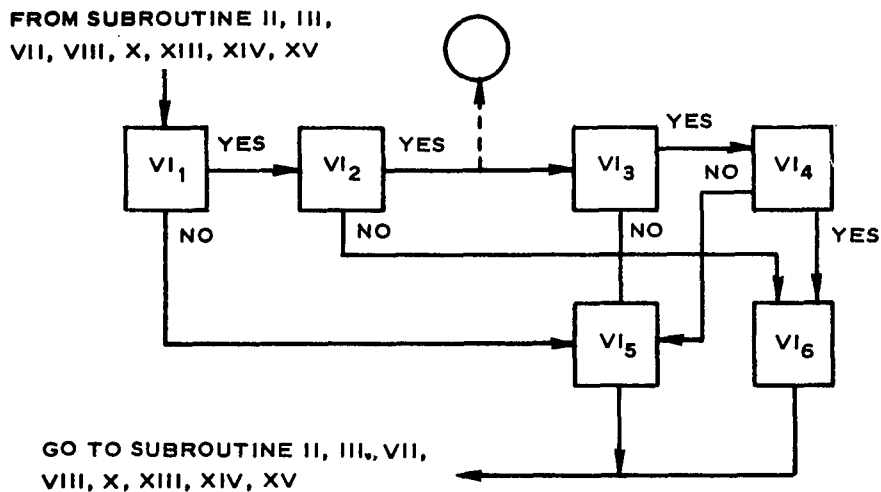 FROM SUBROUTINE II, III,
VII, VIII, X, XIII, XIV, XV
YES
YES
YES
VI1
VI2
VI3
NO
VI4
NO
NO
NO
YES
VI5
VI6
GO TO SUBROUTINE II, III., VII,
VIII, X, XIII, XIV, XV